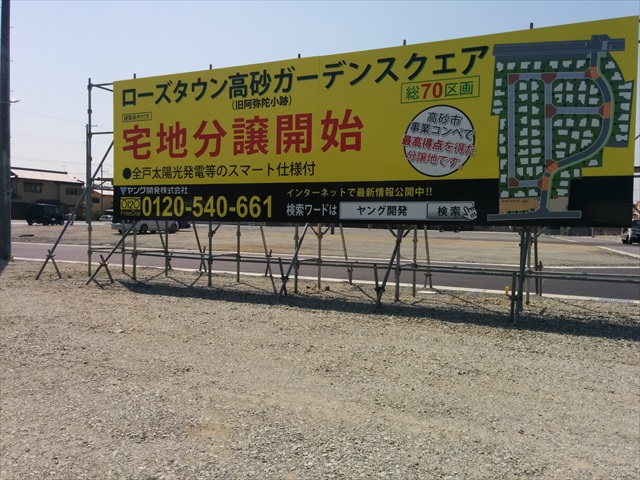 ローズタウン高砂ガーデンスクエア
(旧阿弥陀小跡)
総70区画
建築条件付き
宅地分譲開始
高砂市
事業コンペで
最高得点を得た
分譲地です
●全戸太陽光発電等のスマート仕様付
ヤング開発株式会社
0120-540-661
インターネットで最新情報公開中!!
検索ワードは ヤング開発 検索